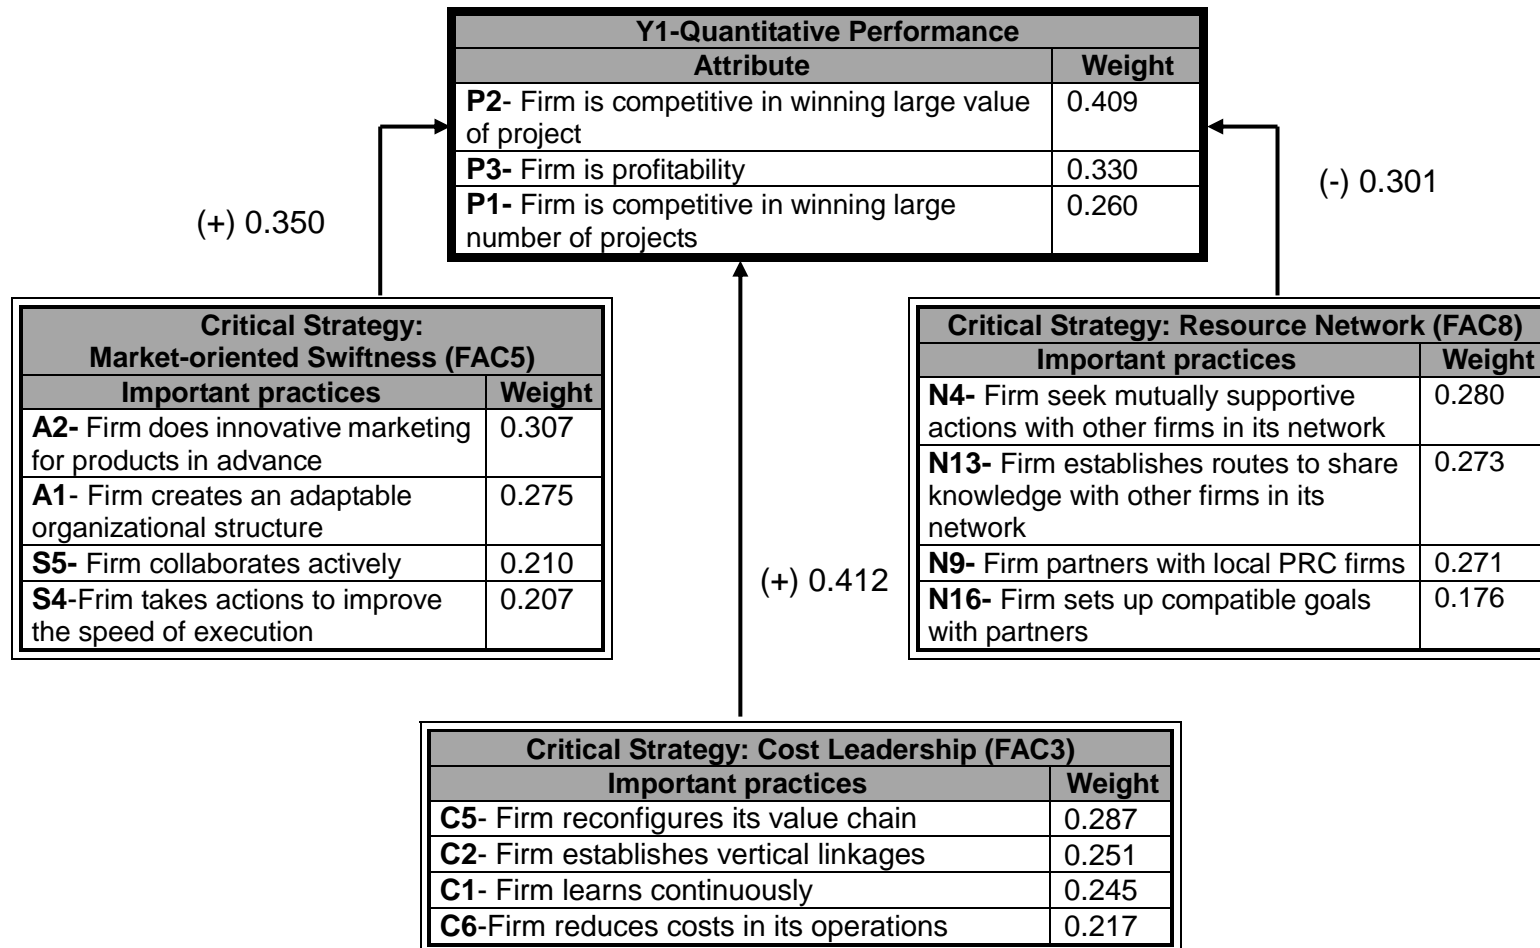 Y1-Quantitative Performance
Attribute Weight
P2- Firm is competitive in winning large value 0.409
of project
P3- Firm is profitability 0.330
P1- Firm is competitive in winning large 0.260
number of projects
(+) 0.350
(-) 0.301
Critical Strategy:
Market-oriented Swiftness (FAC5)
Important practices Weight
A2- Firm does innovative marketing 0.307
for products in advance
A1- Firm creates an adaptable 0.275
organizational structure
S5- Firm collaborates actively 0.210
S4-Frim takes actions to improve 0.207
the speed of execution
Critical Strategy: Resource Network (FAC8)
Important practices Weight
N4- Firm seek mutually supportive 0.280
actions with other firms in its network
N13- Firm establishes routes to share 0.273
knowledge with other firms in its
network
N9- Firm partners with local PRC firms 0.271
N16- Firm sets up compatible goals 0.176
with partners
(+) 0.412
Critical Strategy: Cost Leadership (FAC3)
Important practices Weight
C5- Firm reconfigures its value chain 0.287
C2- Firm establishes vertical linkages 0.251
C1- Firm learns continuously 0.245
C6-Firm reduces costs in its operations 0.217